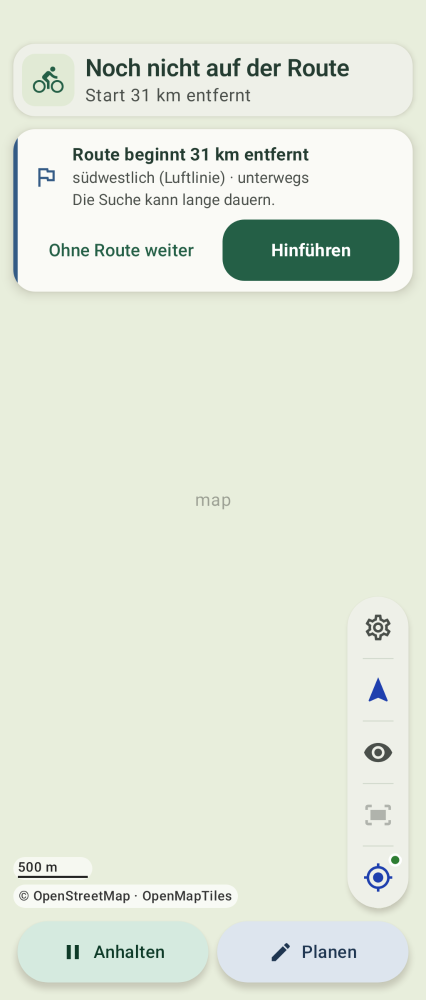 Noch nicht auf der Route
Start 31 km entfernt
Route beginnt 31 km entfernt
südwestlich (Luftlinie) · unterwegs
Die Suche kann lange dauern.
Ohne Route weiter
Hinführen
map
500 m
© OpenStreetMap · OpenMapTiles
Anhalten
Planen